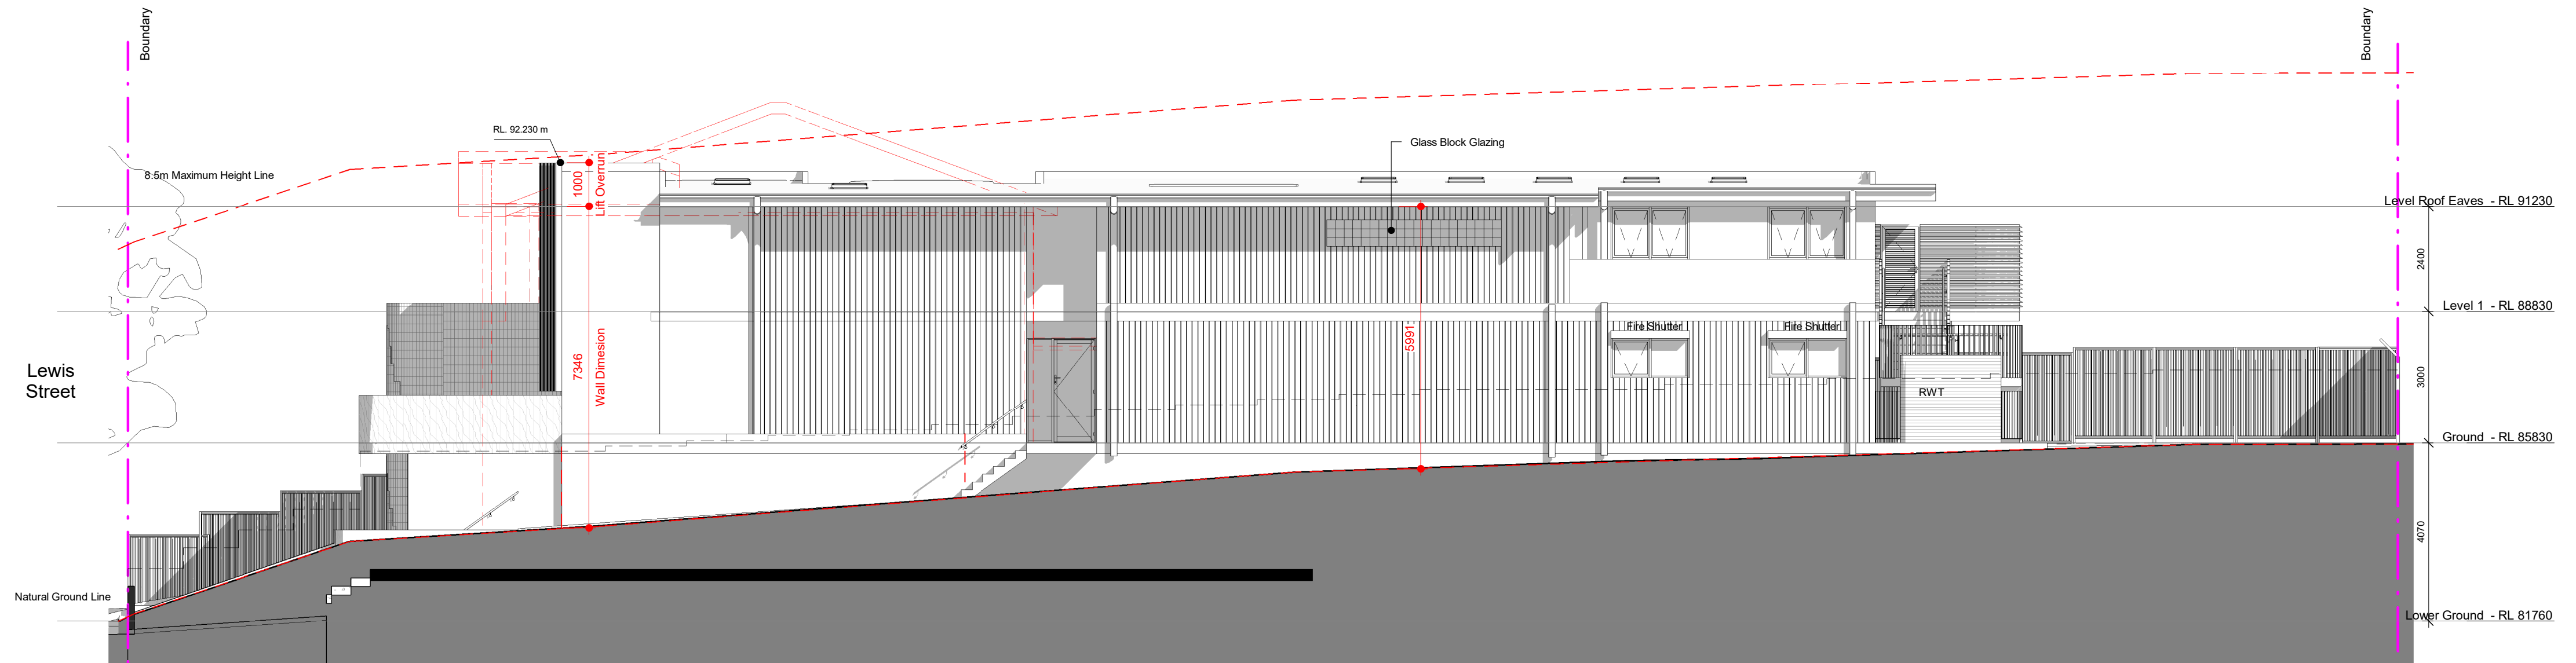 Boundary
Boundary
RL. 92.230 m
Glass Block Glazing
8.5m Maximum Height Line
1000
Lift Overrun
Level Roof Eaves - RL 91230
2400
Level 1 - RL 88830
Fire Shutter
Fire Shutter
7346
Wall Dimesion
5991
3000
Lewis
Street
RWT
Ground - RL 85830
4070
Natural Ground Line
Lower Ground - RL 81760